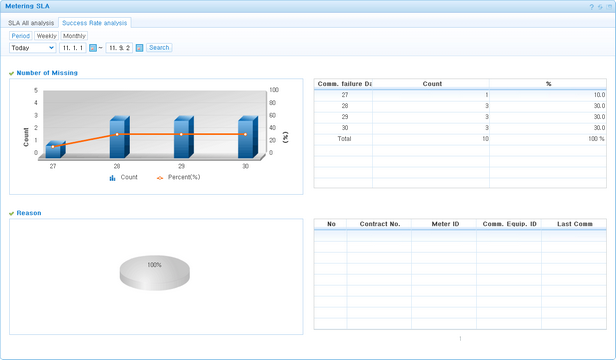 Metering SLA
SLA All analysis
Success Rate analysis
Period
Weekly
Monthly
Today
11. 1. 1
~
11. 9. 2
Search
Number of Missing
5
4
3
2
1
0
Count
100
80
60
40
20
0
(%)
27
28
29
30
Count
Percent(%)
Comm. failure Da
Count
%
27 1 10.0
28 3 30.0
29 3 30.0
30 3 30.0
Total 10 100 %
Reason
100%
No
Contract No.
Meter ID
Comm. Equip. ID
Last Comm